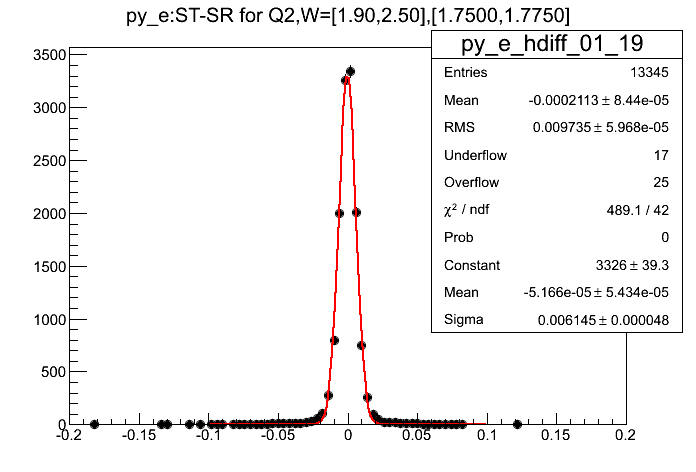 py_e:ST-SR for Q2,W=[1.90,2.50],[1.7500,1.7750]
py_e_hdiff_01_19
Entries 13345
Mean -0.0002113 ± 8.44e-05
RMS 0.009735 ± 5.968e-05
Underflow 17
Overflow 25
χ² / ndf 489.1 / 42
Prob 0
Constant 3326 ± 39.3
Mean -5.166e-05 ± 5.434e-05
Sigma 0.006145 ± 0.000048
3500
3000
2500
2000
1500
1000
500
0
-0.2 -0.15 -0.1 -0.05 0 0.05 0.1 0.15 0.2